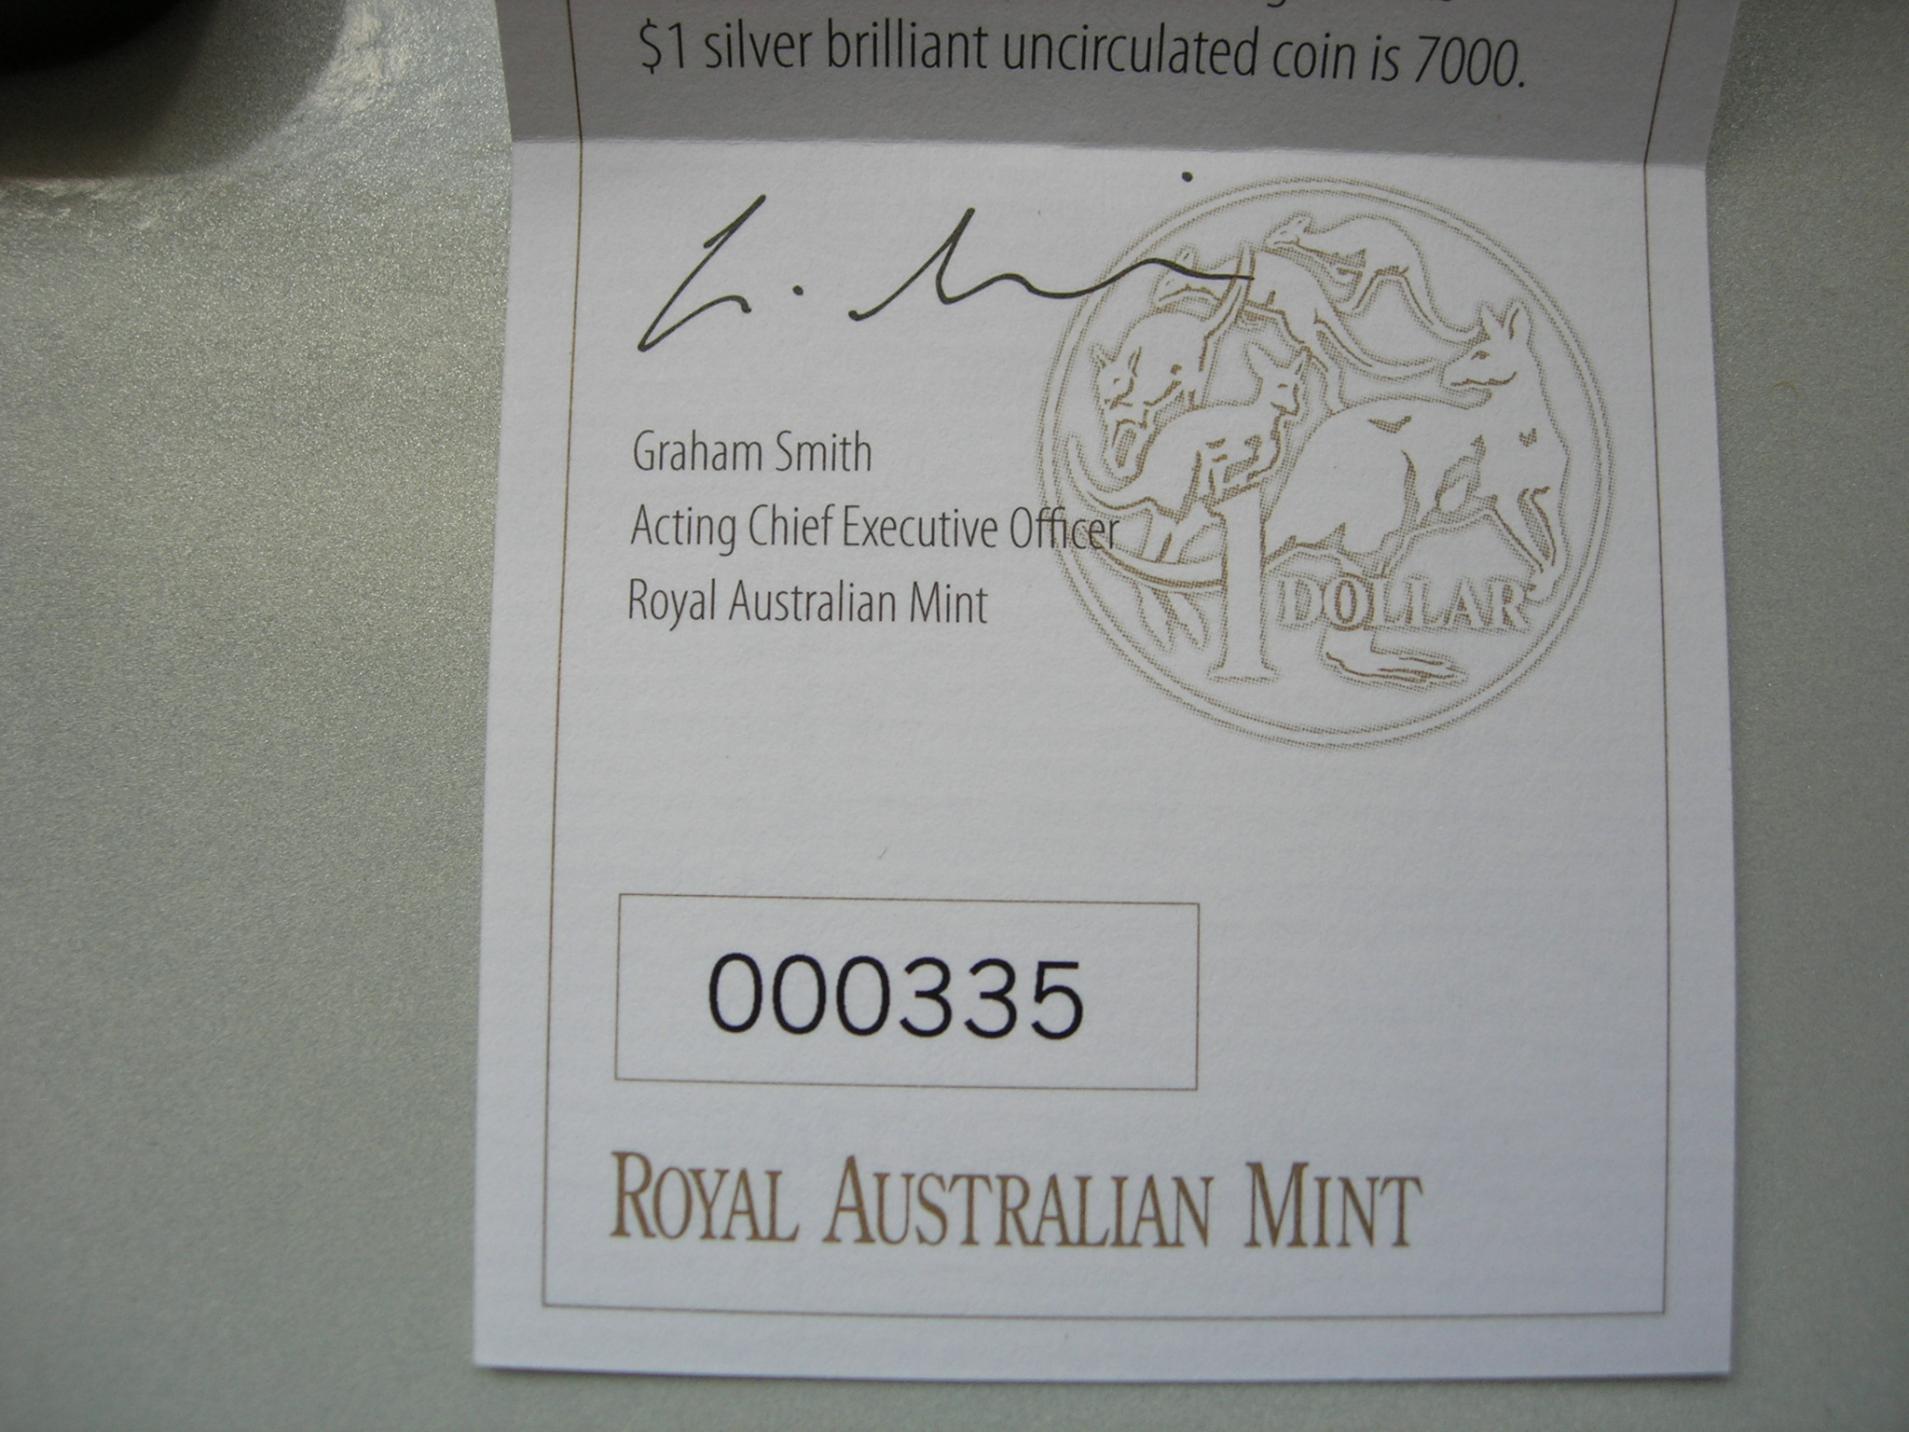 $1 silver brilliant uncirculated coin is 7000.
Graham Smith
Acting Chief Executive Officer
Royal Australian Mint
1
DOLLAR
000335
ROYAL AUSTRALIAN MINT